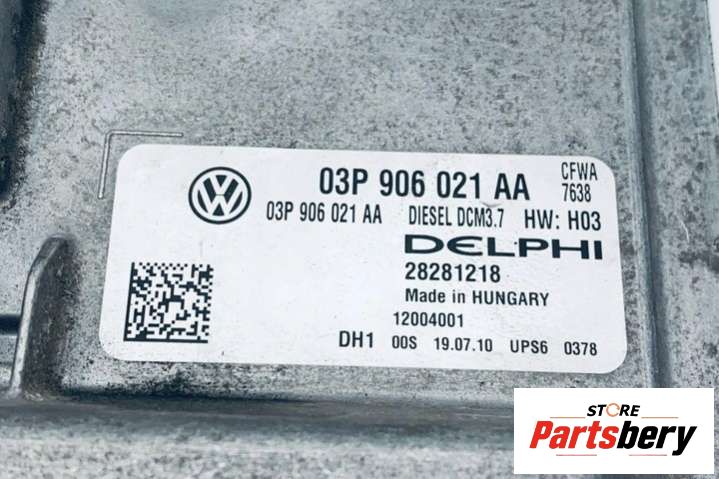 03P 906 021 AA CFWA
7638
03P 906 021 AA DIESEL DCM3.7 HW: H03
DELPHI
28281218
Made in HUNGARY
12004001
DH1 00S 19.07.10 UPS6 0378
STORE
Partsbery